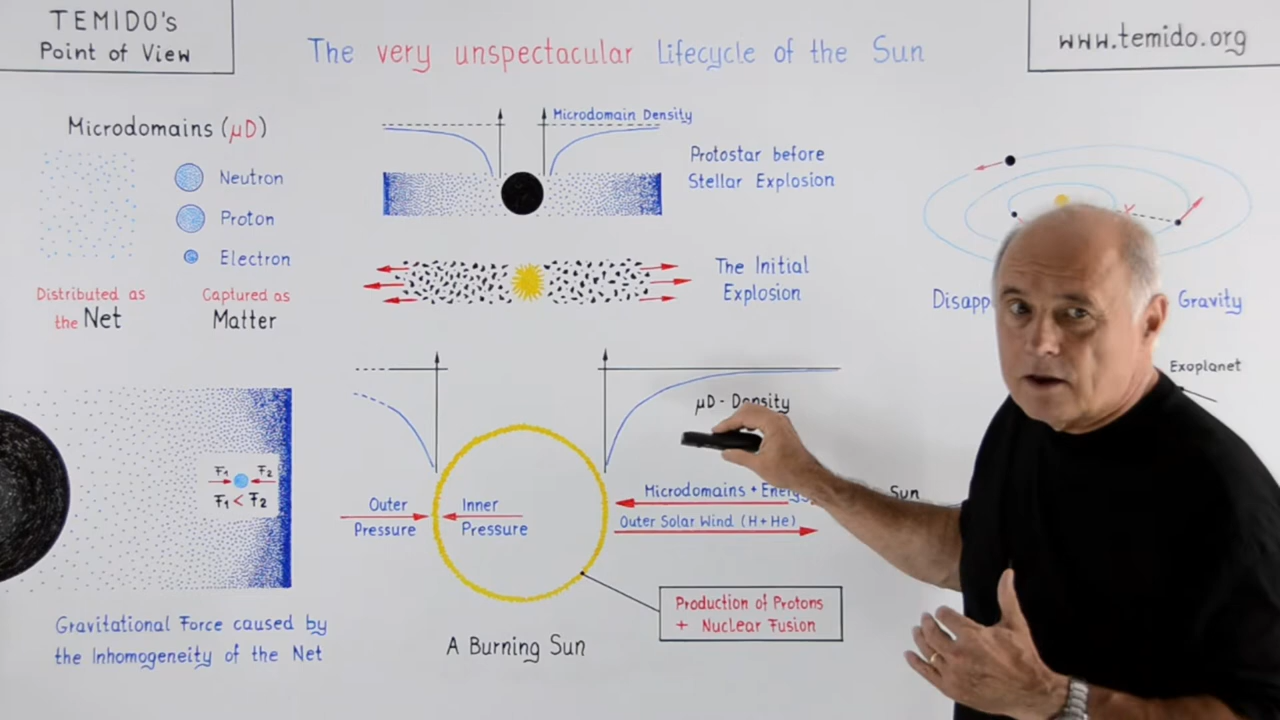 TEMIDO's
Point of View
The very unspectacular Lifecycle of the Sun
www.temido.org
Microdomains (µD)
Neutron
Proton
Electron
Distributed as
the Net
Captured as
Matter
Microdomain Density
Protostar before
Stellar Explosion
The Initial
Explosion
Gravity
Exoplanet
Sun
F₁ F₂
F₁ < F₂
Gravitational Force caused by
the Inhomogeneity of the Net
µD - Density
Outer
Pressure
Inner
Pressure
Microdomains + Energy
Outer Solar Wind (H + He)
Production of Protons
+ Nuclear Fusion
A Burning Sun